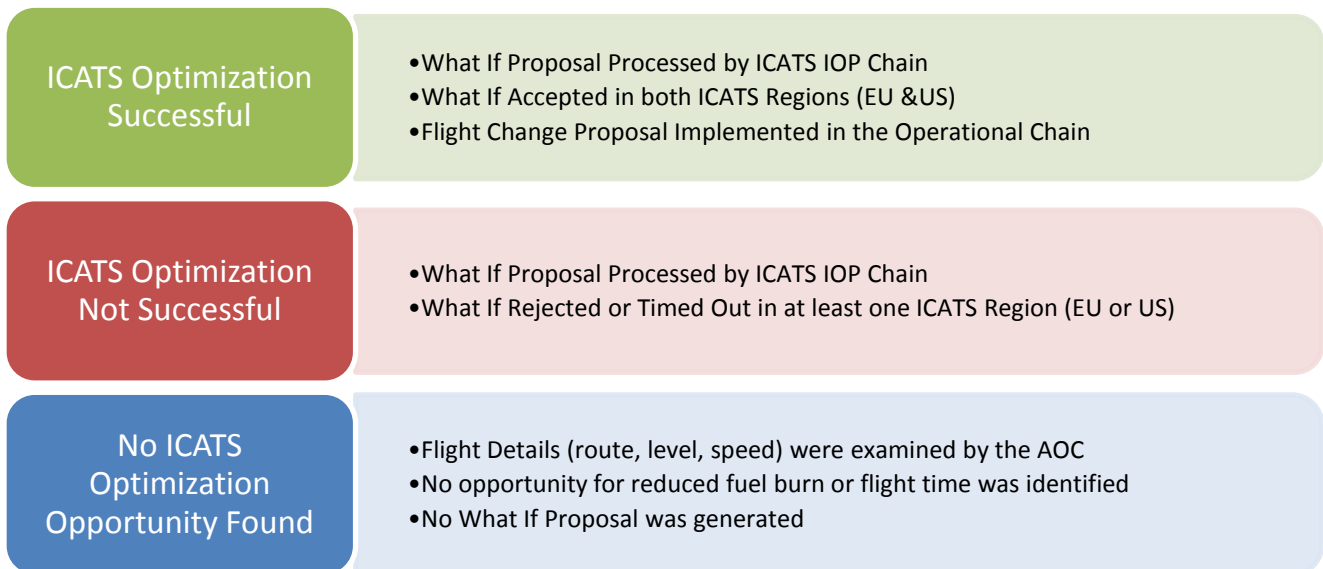 ICATS Optimization
Successful
•What If Proposal Processed by ICATS IOP Chain
•What If Accepted in both ICATS Regions (EU &US)
•Flight Change Proposal Implemented in the Operational Chain
ICATS Optimization
Not Successful
•What If Proposal Processed by ICATS IOP Chain
•What If Rejected or Timed Out in at least one ICATS Region (EU or US)
No ICATS
Optimization
Opportunity Found
•Flight Details (route, level, speed) were examined by the AOC
•No opportunity for reduced fuel burn or flight time was identified
•No What If Proposal was generated